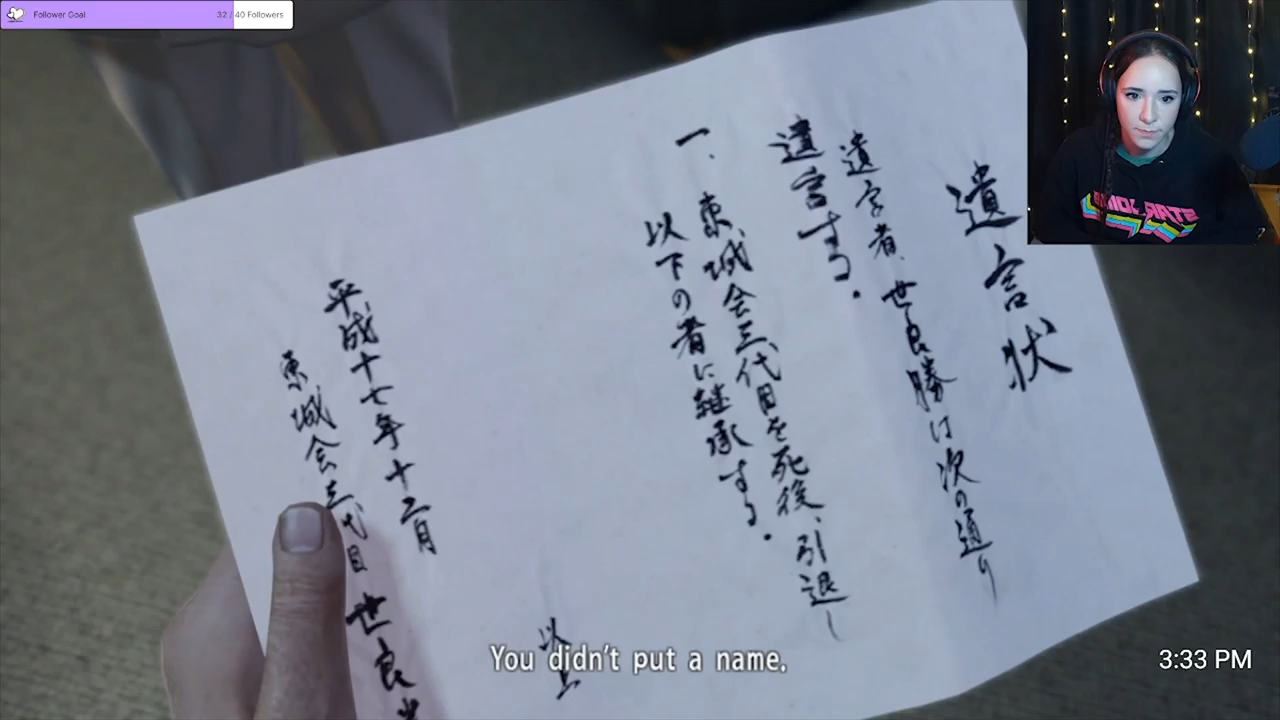 Follower Goal
32 / 40 Followers
遺言状
遺言者、世良勝は次の通り
遺言する。
一、東城会三代目を死後、引退し
以下の者に継承する。
以上
平成十七年十二月
東城会三代目 世良
You didn't put a name.
3:33 PM